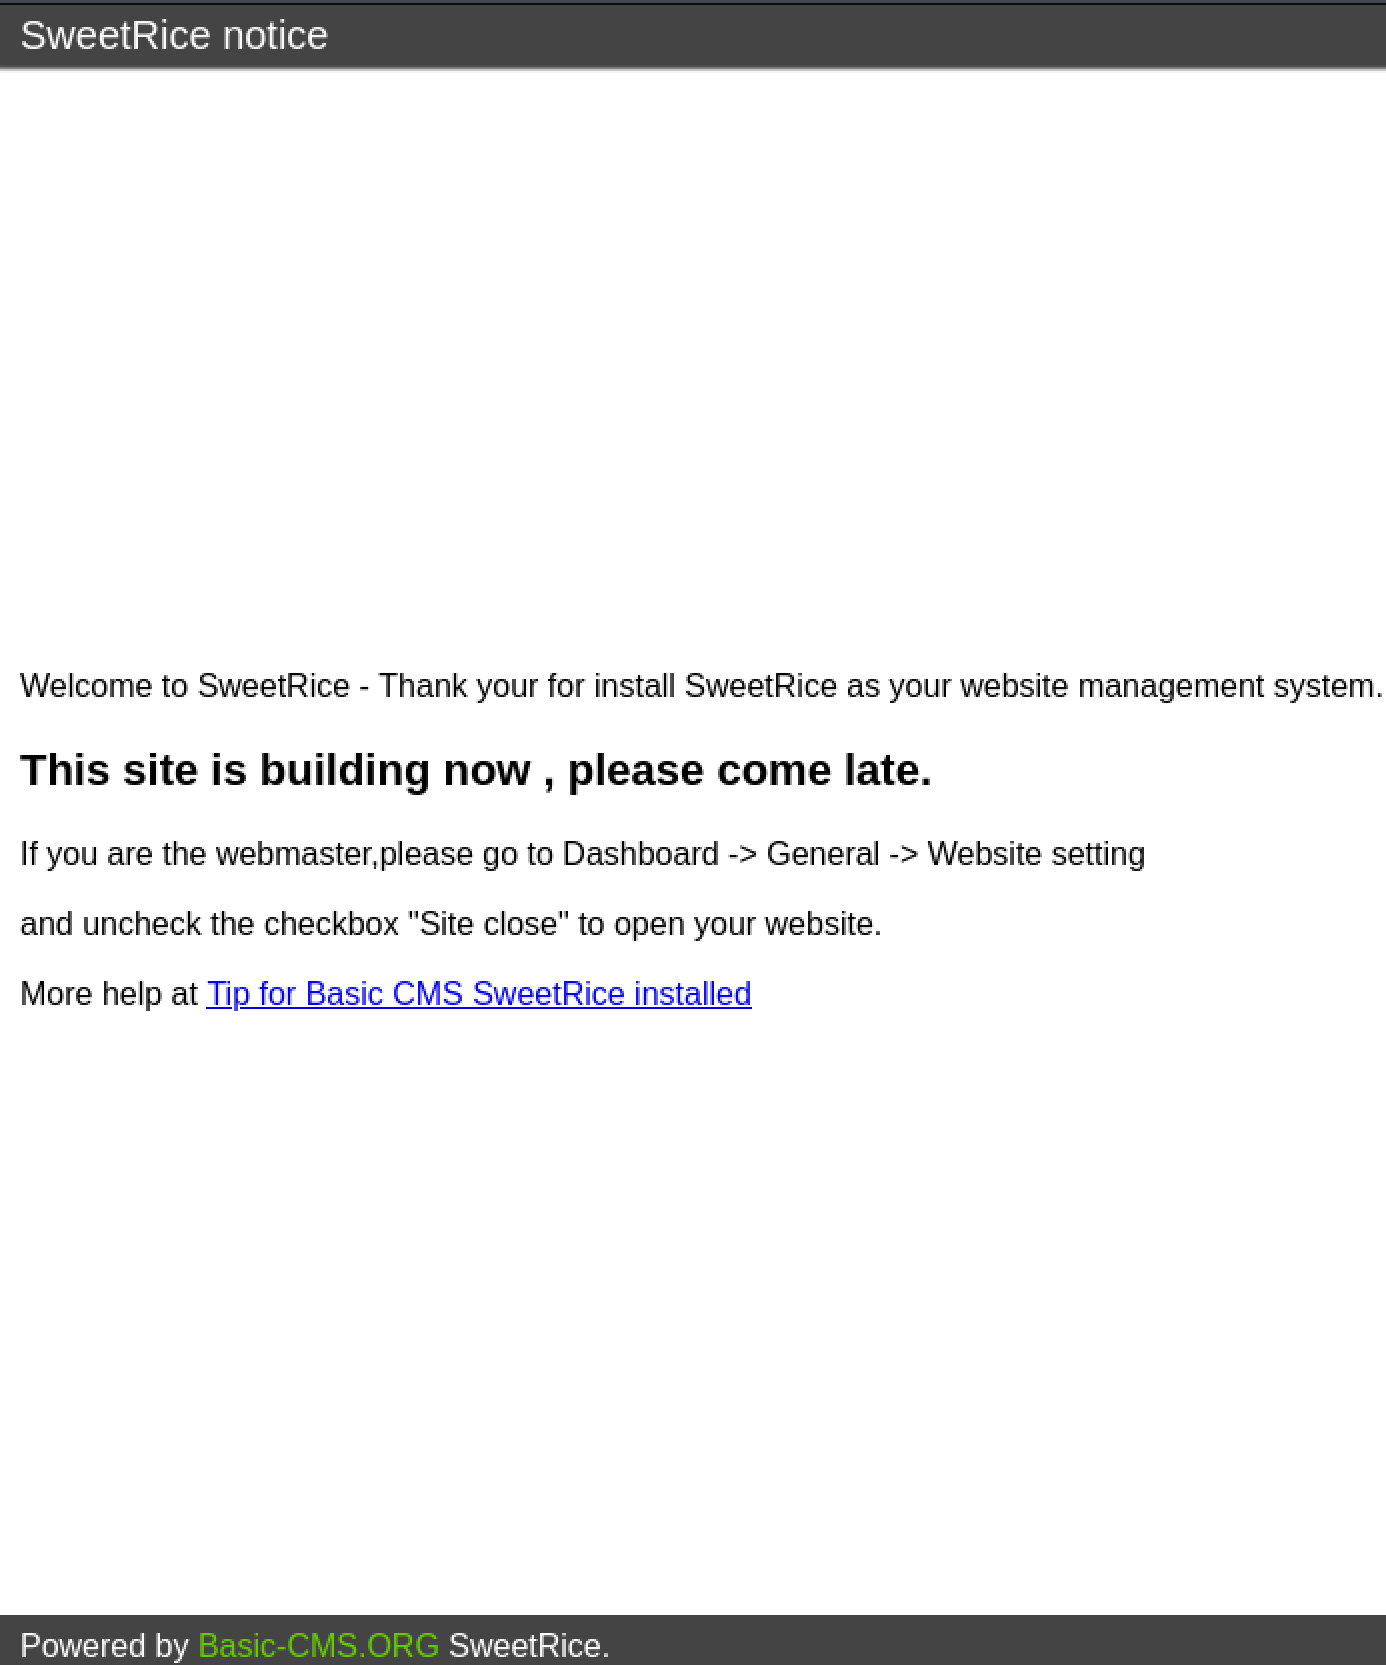 SweetRice notice
Welcome to SweetRice - Thank your for install SweetRice as your website management system.
This site is building now , please come late.
If you are the webmaster,please go to Dashboard -> General -> Website setting
and uncheck the checkbox "Site close" to open your website.
More help at Tip for Basic CMS SweetRice installed
Powered by Basic-CMS.ORG SweetRice.